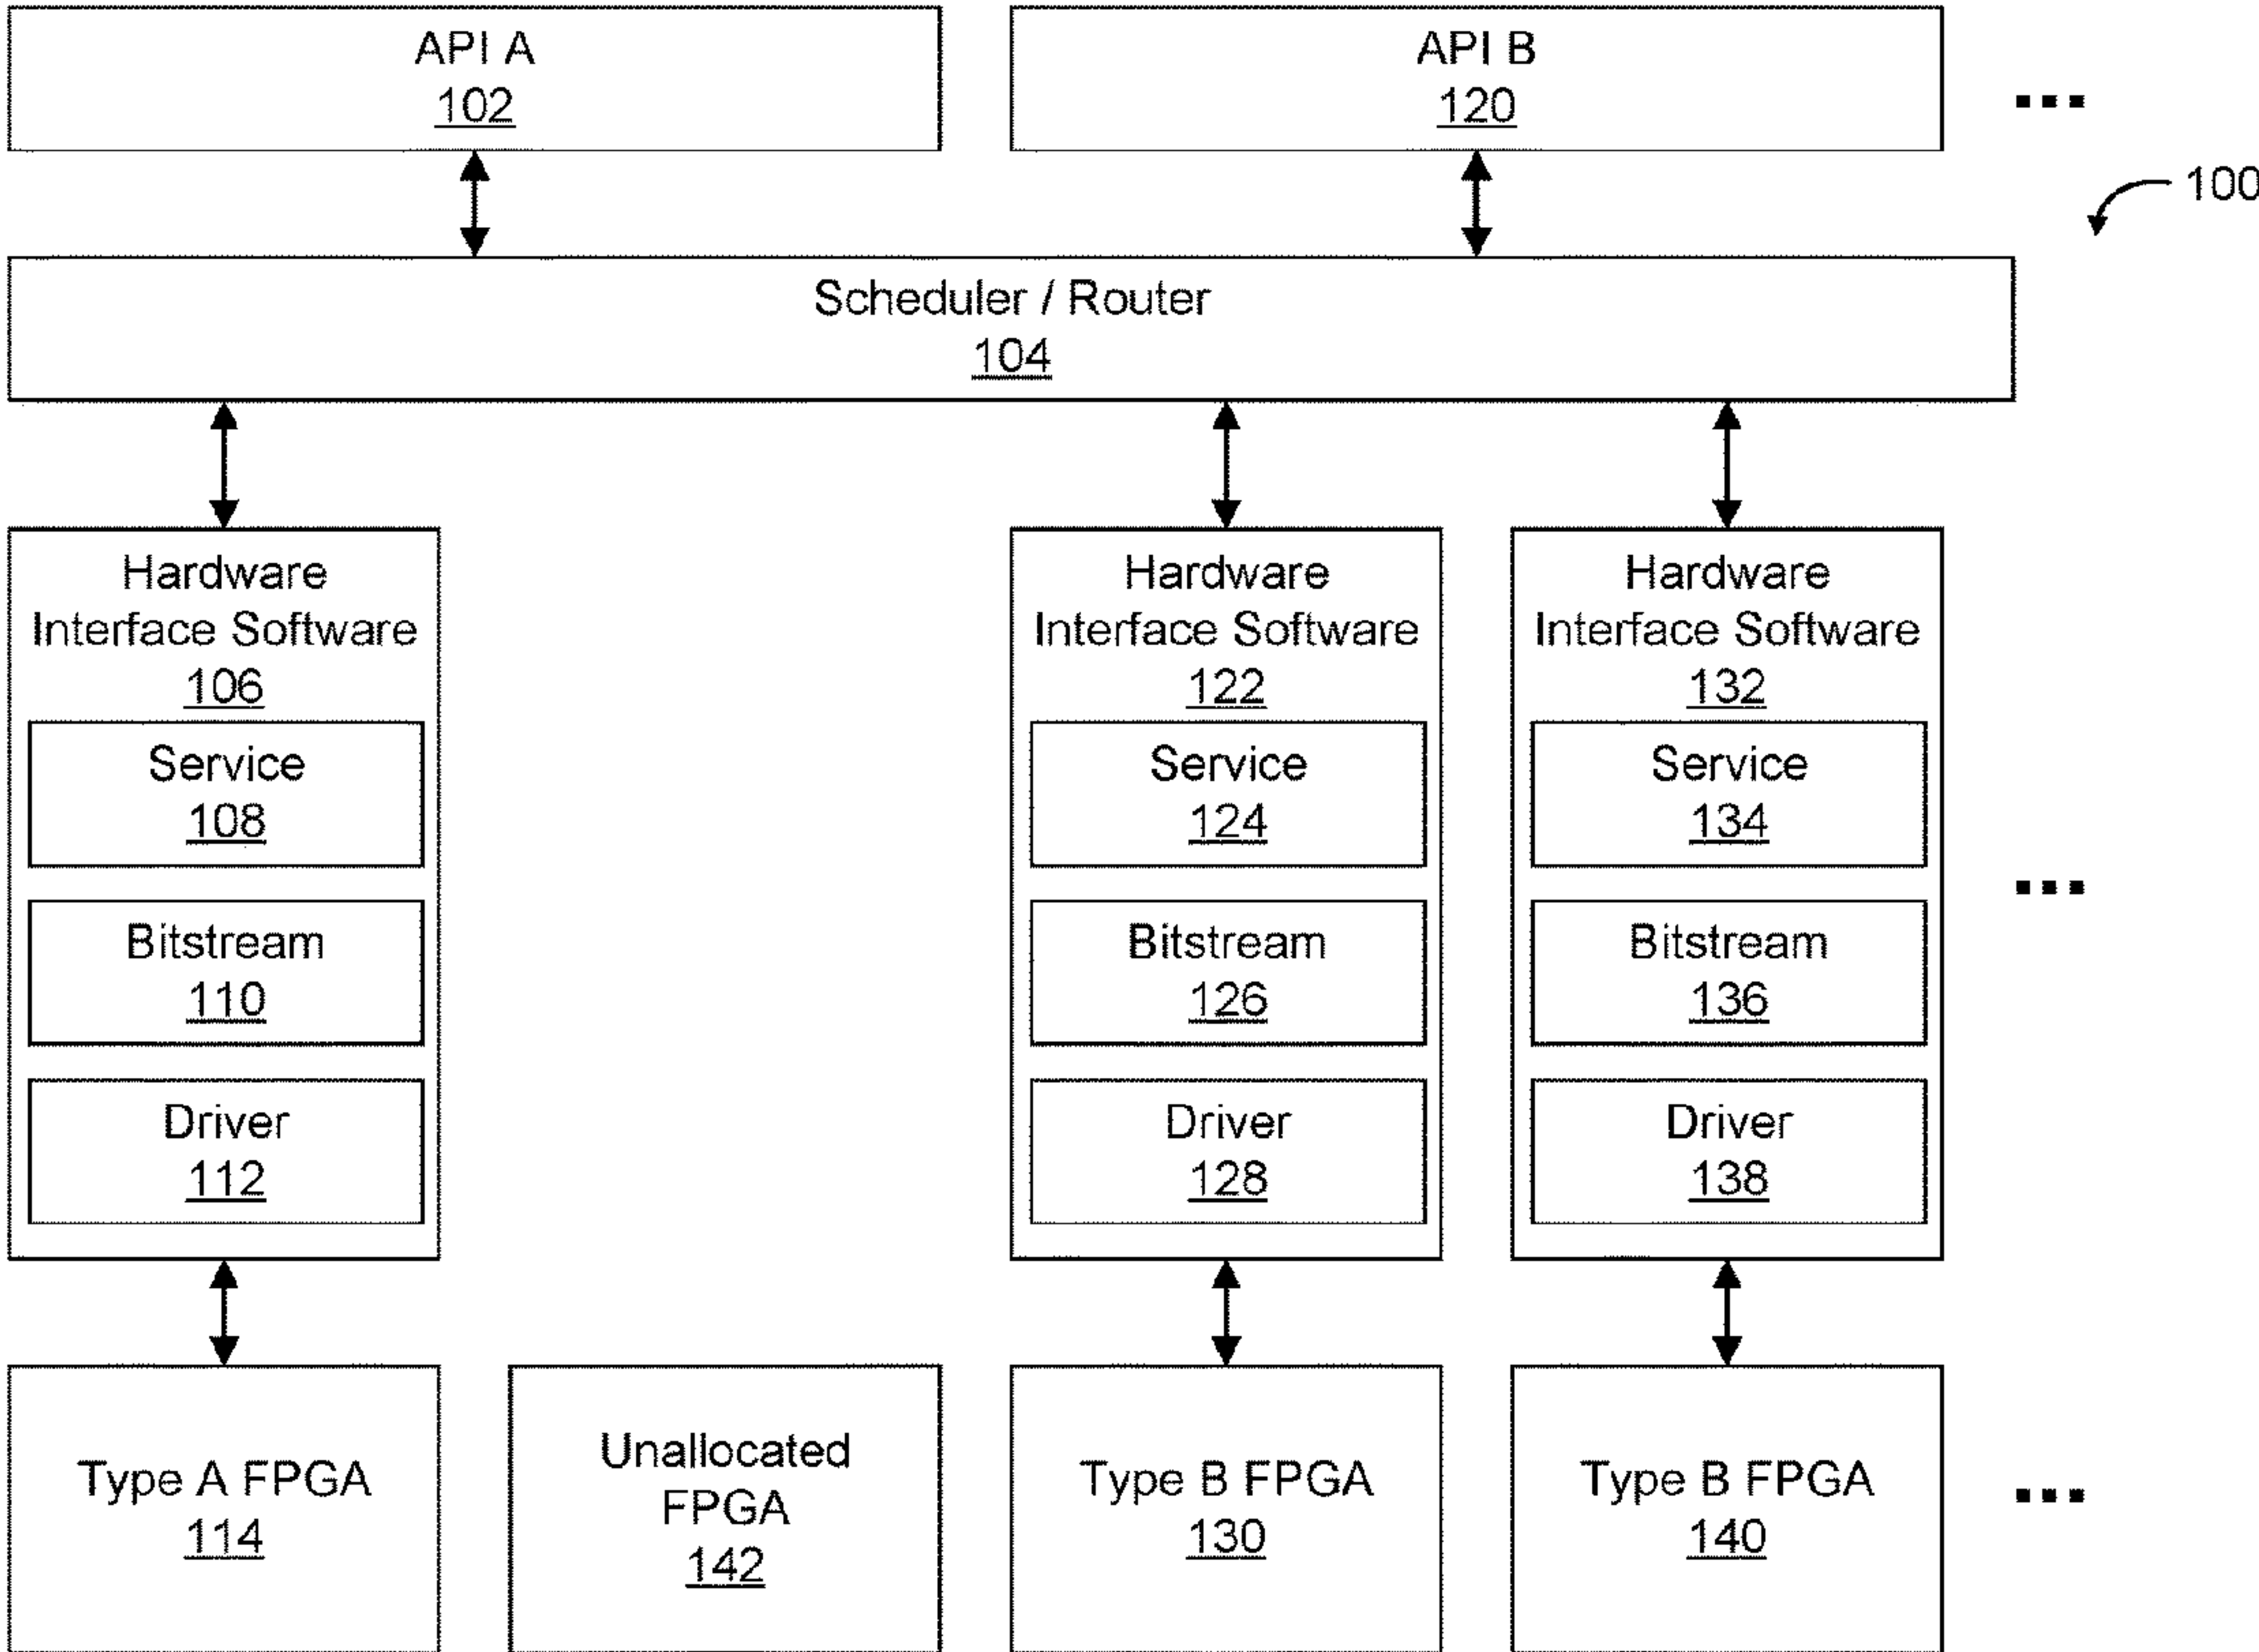 API A
102
API B
120
...
100
Scheduler / Router
104
Hardware
Interface Software
106
Service
108
Bitstream
110
Driver
112
Hardware
Interface Software
122
Service
124
Bitstream
126
Driver
128
Hardware
Interface Software
132
Service
134
Bitstream
136
Driver
138
...
Type A FPGA
114
Unallocated
FPGA
142
Type B FPGA
130
Type B FPGA
140
...